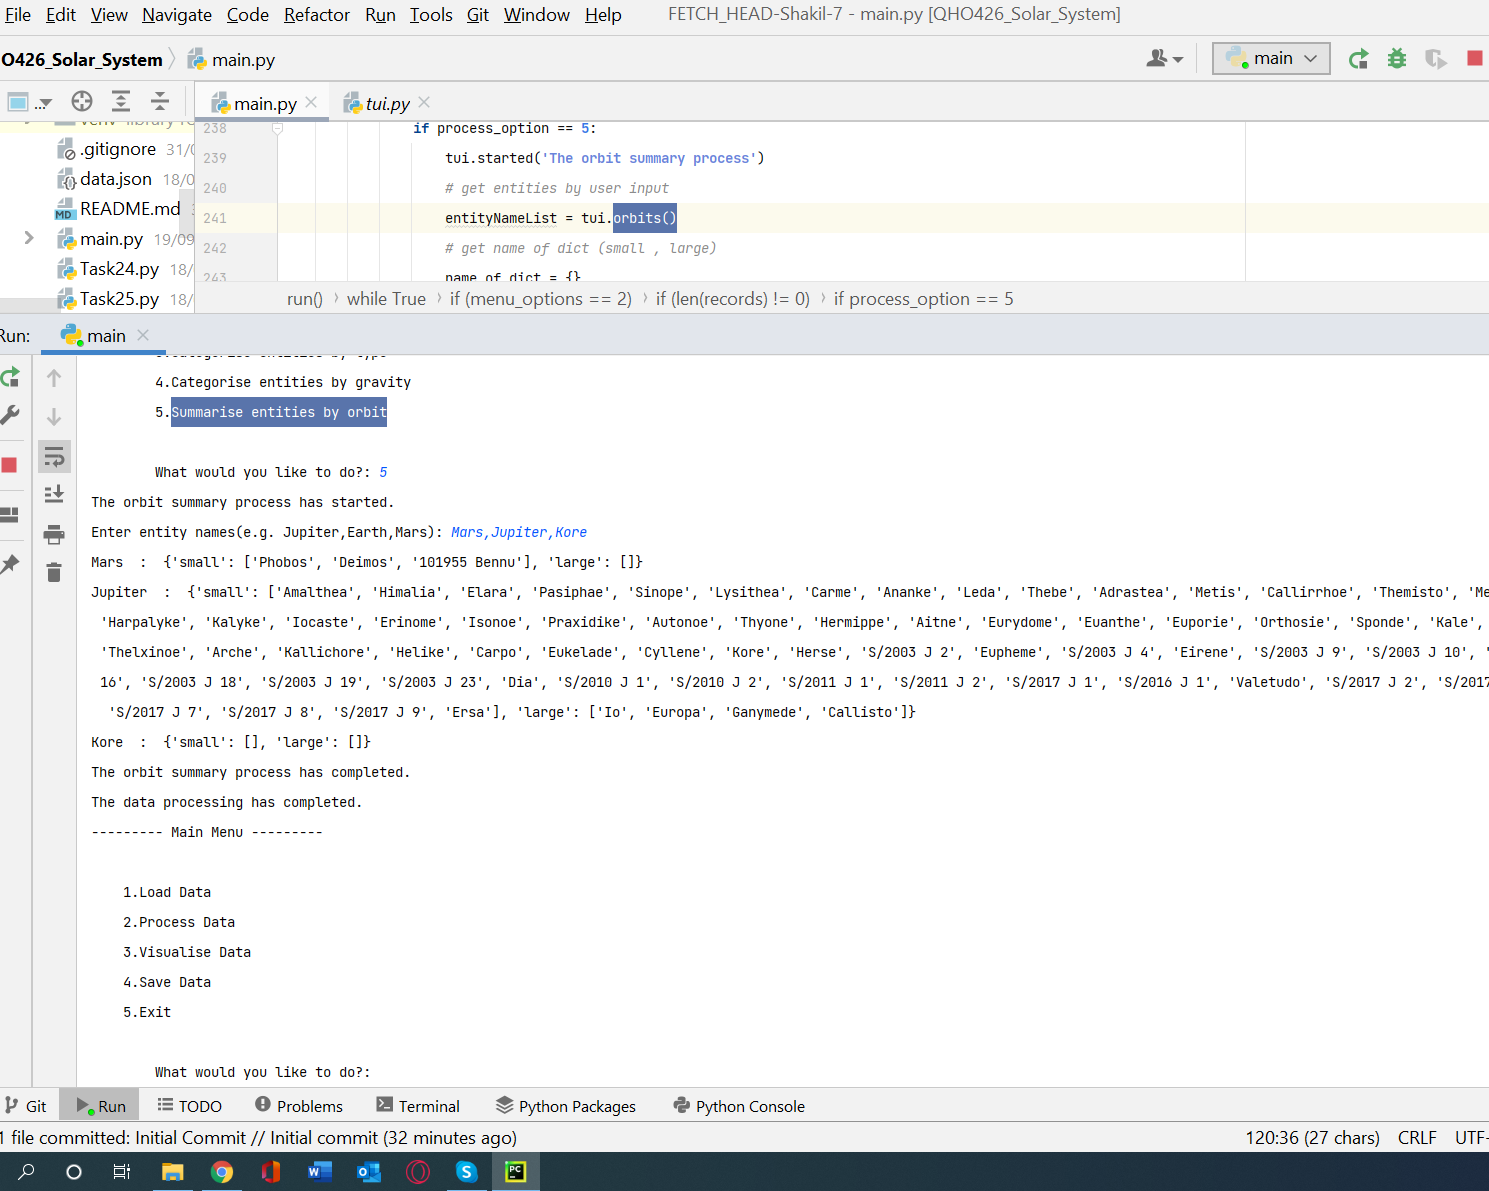 File Edit View Navigate Code Refactor Run Tools Git Window Help FETCH_HEAD-Shakil-7 - main.py [QHO426_Solar_System]
O426_Solar_System main.py main
... main.py tui.py
.gitignore 31/0
data.json 18/0
README.md
main.py 19/09
Task24.py 18/
Task25.py 18/
238 if process_option == 5:
239 tui.started('The orbit summary process')
240 # get entities by user input
241 entityNameList = tui.orbits()
242 # get name of dict (small , large)
243 name of dict = {}
run() while True if (menu_options == 2) if (len(records) != 0) if process_option == 5
Run: main
4.Categorise entities by gravity
5.Summarise entities by orbit
What would you like to do?: 5
The orbit summary process has started.
Enter entity names(e.g. Jupiter,Earth,Mars): Mars,Jupiter,Kore
Mars : {'small': ['Phobos', 'Deimos', '101955 Bennu'], 'large': []}
Jupiter : {'small': ['Amalthea', 'Himalia', 'Elara', 'Pasiphae', 'Sinope', 'Lysithea', 'Carme', 'Ananke', 'Leda', 'Thebe', 'Adrastea', 'Metis', 'Callirrhoe', 'Themisto', 'Me
'Harpalyke', 'Kalyke', 'Iocaste', 'Erinome', 'Isonoe', 'Praxidike', 'Autonoe', 'Thyone', 'Hermippe', 'Aitne', 'Eurydome', 'Euanthe', 'Euporie', 'Orthosie', 'Sponde', 'Kale',
'Thelxinoe', 'Arche', 'Kallichore', 'Helike', 'Carpo', 'Eukelade', 'Cyllene', 'Kore', 'Herse', 'S/2003 J 2', 'Eupheme', 'S/2003 J 4', 'Eirene', 'S/2003 J 9', 'S/2003 J 10', '
16', 'S/2003 J 18', 'S/2003 J 19', 'S/2003 J 23', 'Dia', 'S/2010 J 1', 'S/2010 J 2', 'S/2011 J 1', 'S/2011 J 2', 'S/2017 J 1', 'S/2016 J 1', 'Valetudo', 'S/2017 J 2', 'S/2017
'S/2017 J 7', 'S/2017 J 8', 'S/2017 J 9', 'Ersa'], 'large': ['Io', 'Europa', 'Ganymede', 'Callisto']}
Kore : {'small': [], 'large': []}
The orbit summary process has completed.
The data processing has completed.
--------- Main Menu ---------
1.Load Data
2.Process Data
3.Visualise Data
4.Save Data
5.Exit
What would you like to do?:
Git Run TODO Problems Terminal Python Packages Python Console
1 file committed: Initial Commit // Initial commit (32 minutes ago) 120:36 (27 chars) CRLF UTF-